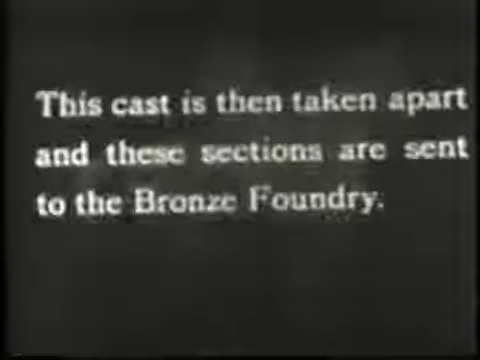 This cast is then taken apart
and these sections are sent
to the Bronze Foundry.